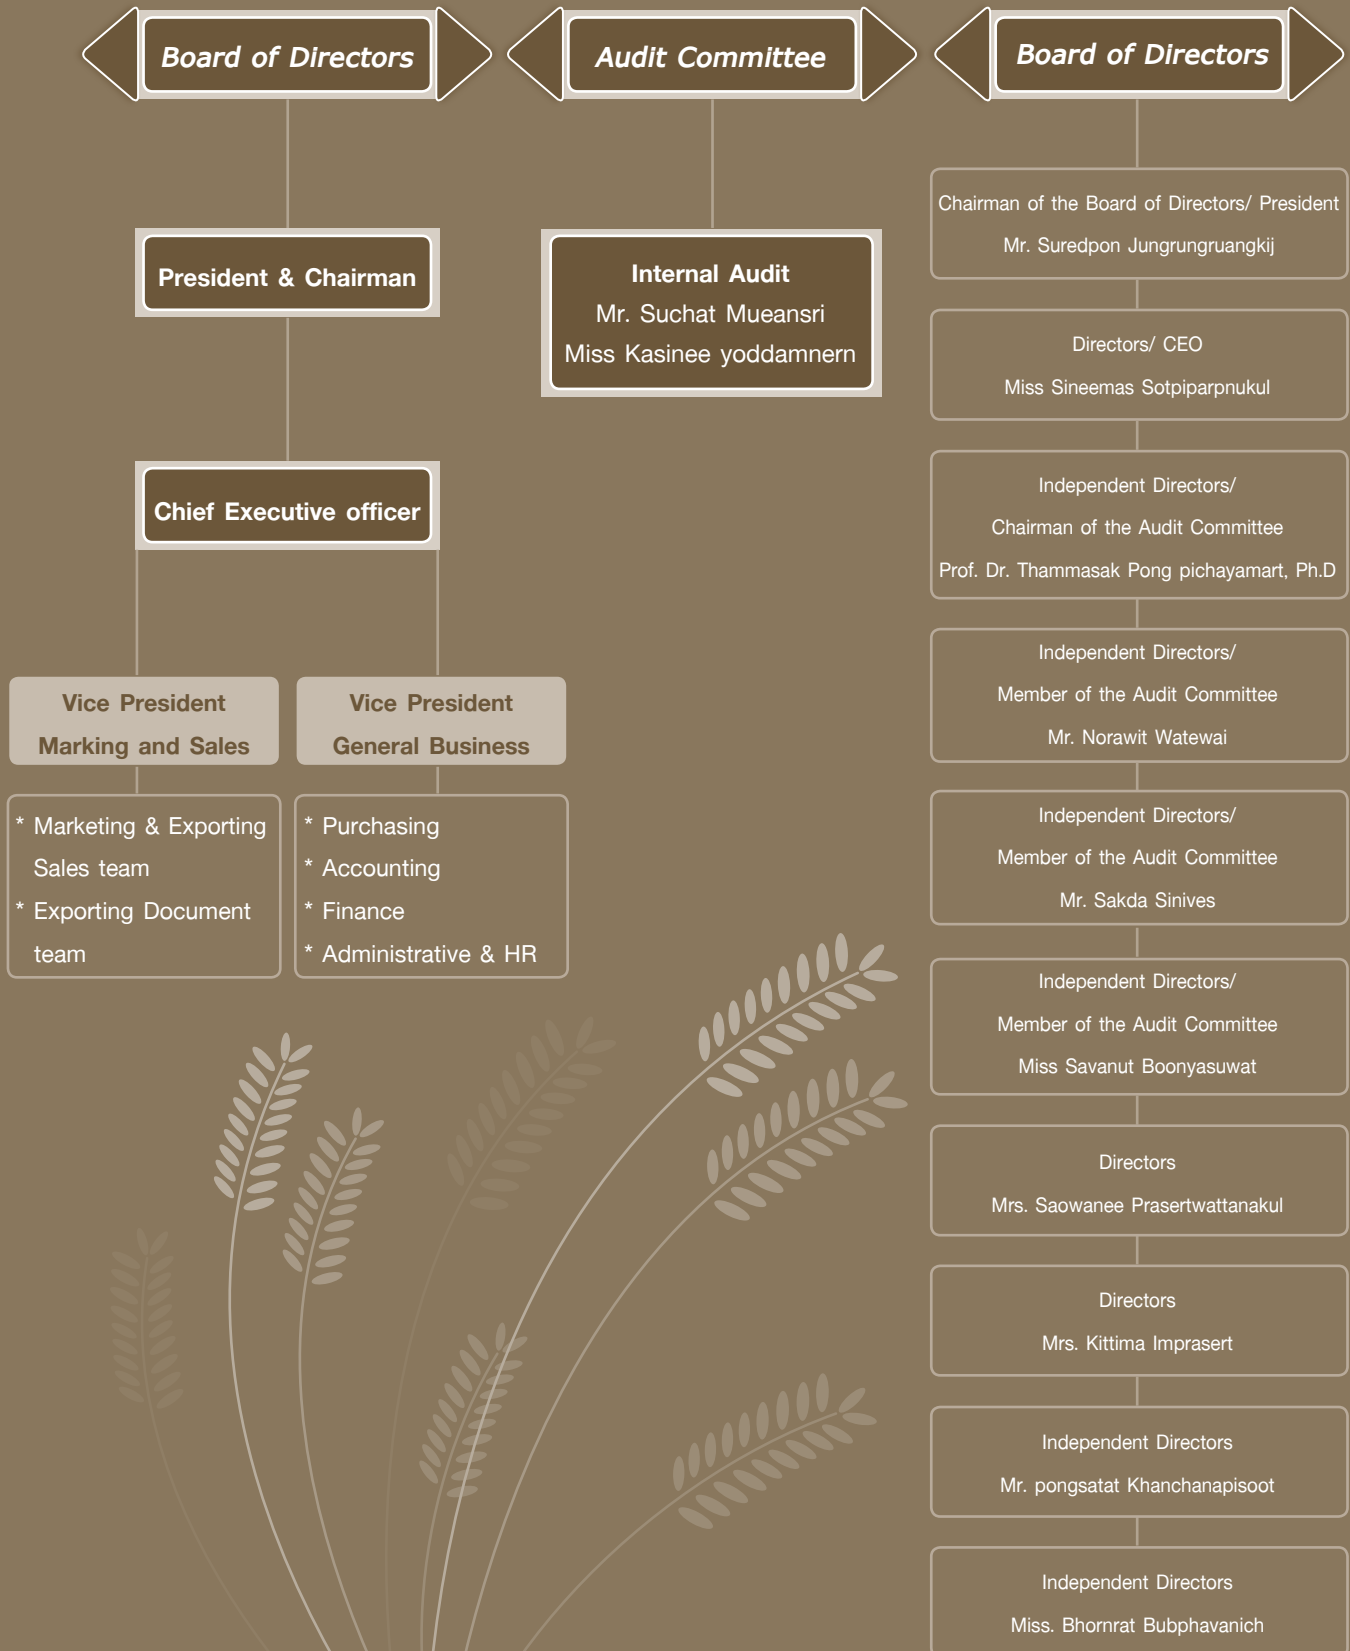 Board of Directors
President & Chairman
Chief Executive officer
Vice President
Marking and Sales
* Marketing & Exporting
Sales team
* Exporting Document
team
Vice President
General Business
* Purchasing
* Accounting
* Finance
* Administrative & HR
Audit Committee
Internal Audit
Mr. Suchat Mueansri
Miss Kasinee yoddamnern
Board of Directors
Chairman of the Board of Directors/ President
Mr. Suredpon Jungrungruangkij
Directors/ CEO
Miss Sineemas Sotpiparpnukul
Independent Directors/
Chairman of the Audit Committee
Prof. Dr. Thammasak Pong pichayamart, Ph.D
Independent Directors/
Member of the Audit Committee
Mr. Norawit Watewai
Independent Directors/
Member of the Audit Committee
Mr. Sakda Sinives
Independent Directors/
Member of the Audit Committee
Miss Savanut Boonyasuwat
Directors
Mrs. Saowanee Prasertwattanakul
Directors
Mrs. Kittima Imprasert
Independent Directors
Mr. pongsatat Khanchanapisoot
Independent Directors
Miss. Bhornrat Bubphavanich